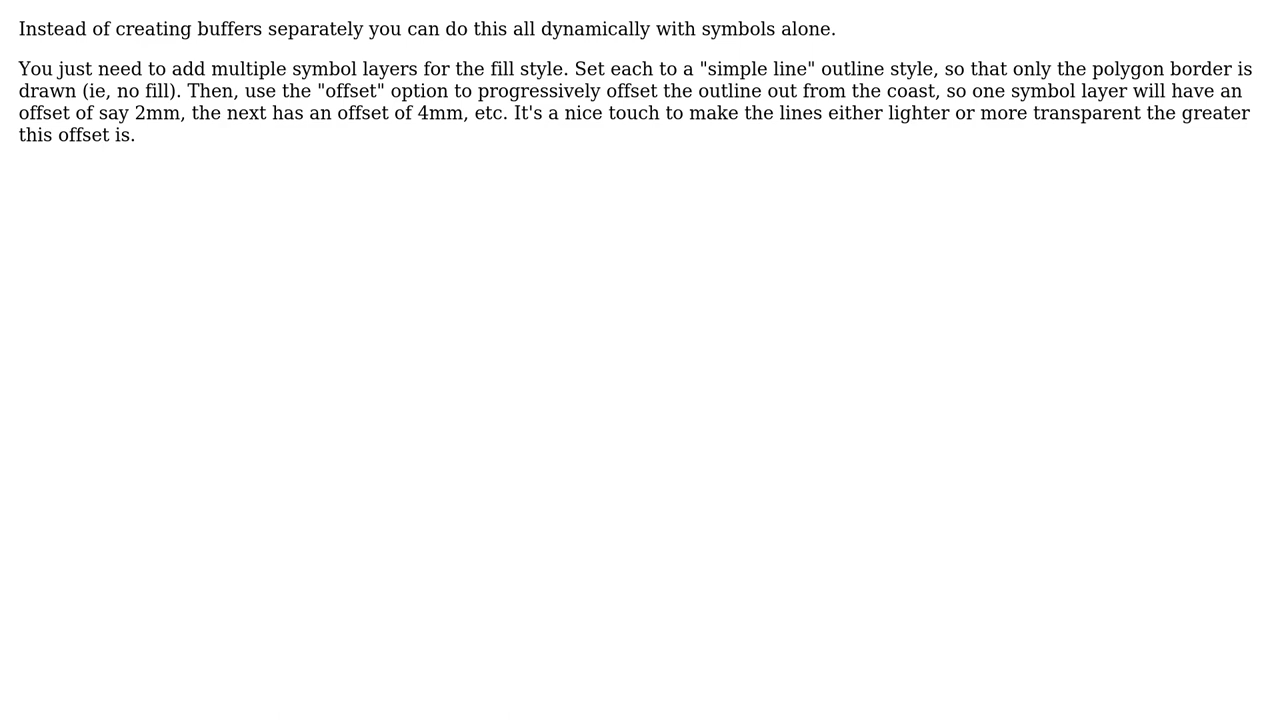 Instead of creating buffers separately you can do this all dynamically with symbols alone.
You just need to add multiple symbol layers for the fill style. Set each to a "simple line" outline style, so that only the polygon border is
drawn (ie, no fill). Then, use the "offset" option to progressively offset the outline out from the coast, so one symbol layer will have an
offset of say 2mm, the next has an offset of 4mm, etc. It's a nice touch to make the lines either lighter or more transparent the greater
this offset is.